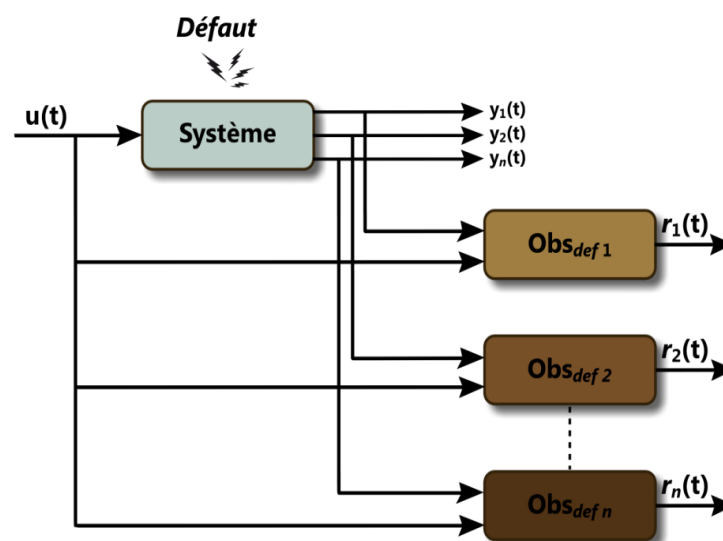 Défaut
u(t)
Système
y1(t)
y2(t)
yn(t)
Obsdef 1
r1(t)
Obsdef 2
r2(t)
Obsdef n
rn(t)